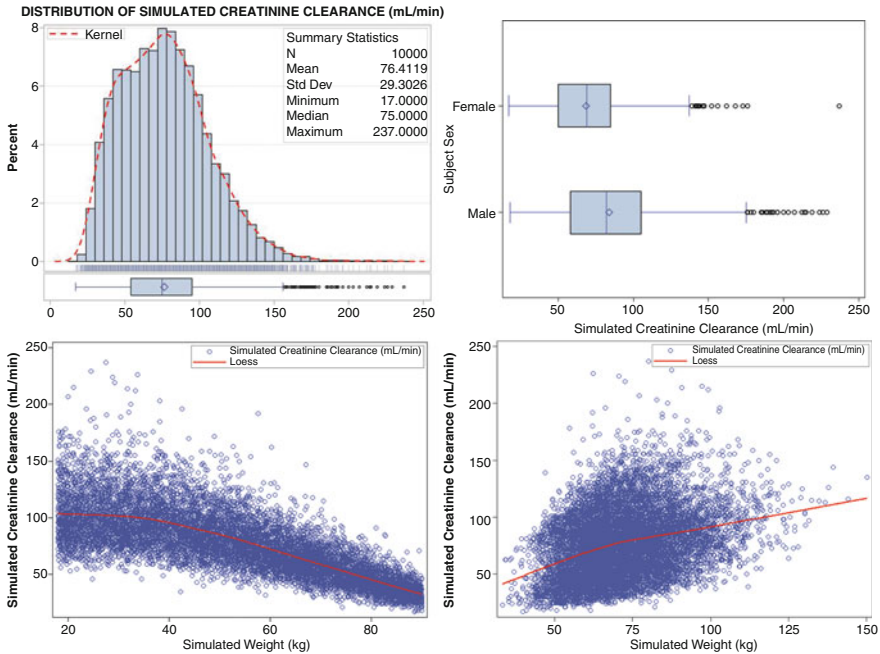 DISTRIBUTION OF SIMULATED CREATININE CLEARANCE (mL/min)
8
6
4
2
0
Percent
Kernel
Summary Statistics
N 10000
Mean 76.4119
Std Dev 29.3026
Minimum 17.0000
Median 75.0000
Maximum 237.0000
50 100 150 200 250
Subject Sex
Female
Male
50 100 150 200 250
Simulated Creatinine Clearance (mL/min)
Simulated Creatinine Clearance (mL/min)
250
200
150
100
50
Simulated Creatinine Clearance (mL/min)
Loess
20 40 60 80
Simulated Weight (kg)
Simulated Creatinine Clearance (mL/min)
250
200
150
100
50
Simulated Creatinine Clearance (mL/min)
Loess
50 75 100 125 150
Simulated Weight (kg)